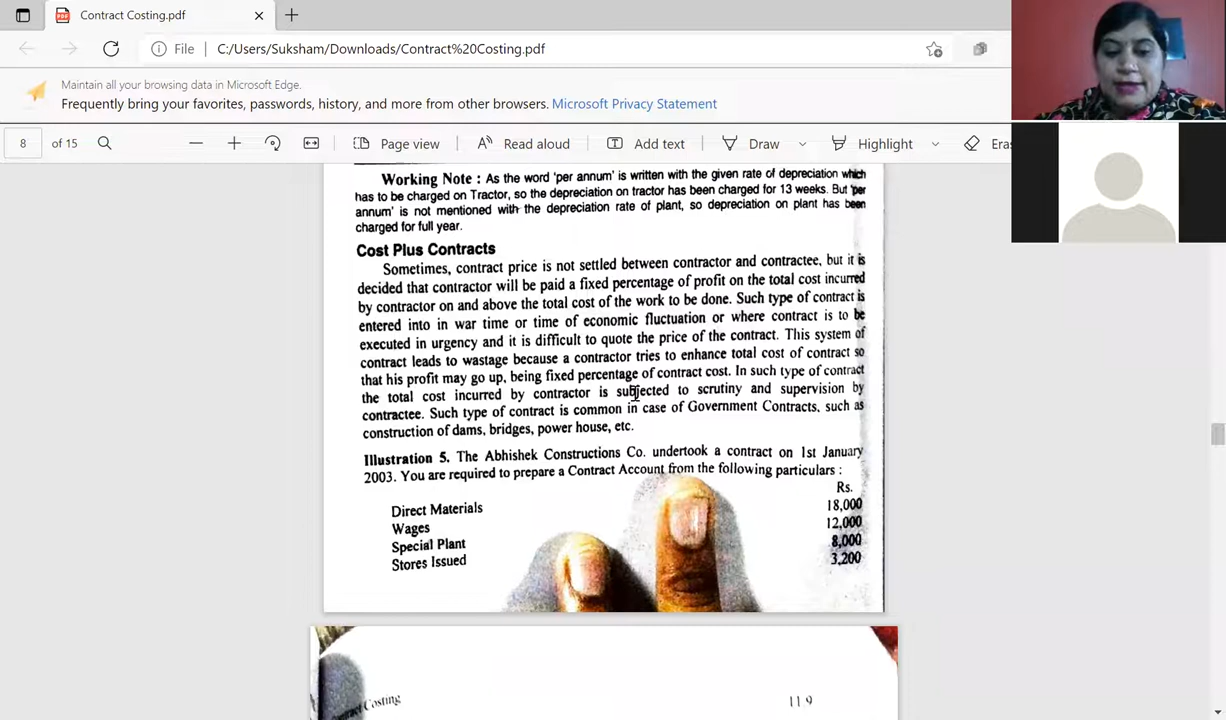 Contract Costing.pdf
File
C:/Users/Suksham/Downloads/Contract%20Costing.pdf
Maintain all your browsing data in Microsoft Edge.
Frequently bring your favorites, passwords, history, and more from other browsers. Microsoft Privacy Statement
8 of 15
Page view
Read aloud
Add text
Draw
Highlight
Eras
Working Note : As the word 'per annum' is written with the given rate of depreciation which
has to be charged on Tractor, so the depreciation on tractor has been charged for 13 weeks. But 'per
annum' is not mentioned with the depreciation rate of plant, so depreciation on plant has been
charged for full year.
Cost Plus Contracts
Sometimes, contract price is not settled between contractor and contractee, but it is
decided that contractor will be paid a fixed percentage of profit on the total cost incurred
by contractor on and above the total cost of the work to be done. Such type of contract is
entered into in war time or time of economic fluctuation or where contract is to be
executed in urgency and it is difficult to quote the price of the contract. This system of
contract leads to wastage because a contractor tries to enhance total cost of contract so
that his profit may go up, being fixed percentage of contract cost. In such type of contract
the total cost incurred by contractor is subjected to scrutiny and supervision by
contractee. Such type of contract is common in case of Government Contracts, such as
construction of dams, bridges, power house, etc.
Illustration 5. The Abhishek Constructions Co. undertook a contract on 1st January
2003. You are required to prepare a Contract Account from the following particulars :
Rs.
Direct Materials 18,000
Wages 12,000
Special Plant 8,000
Stores Issued 3,200
Costing 11.9